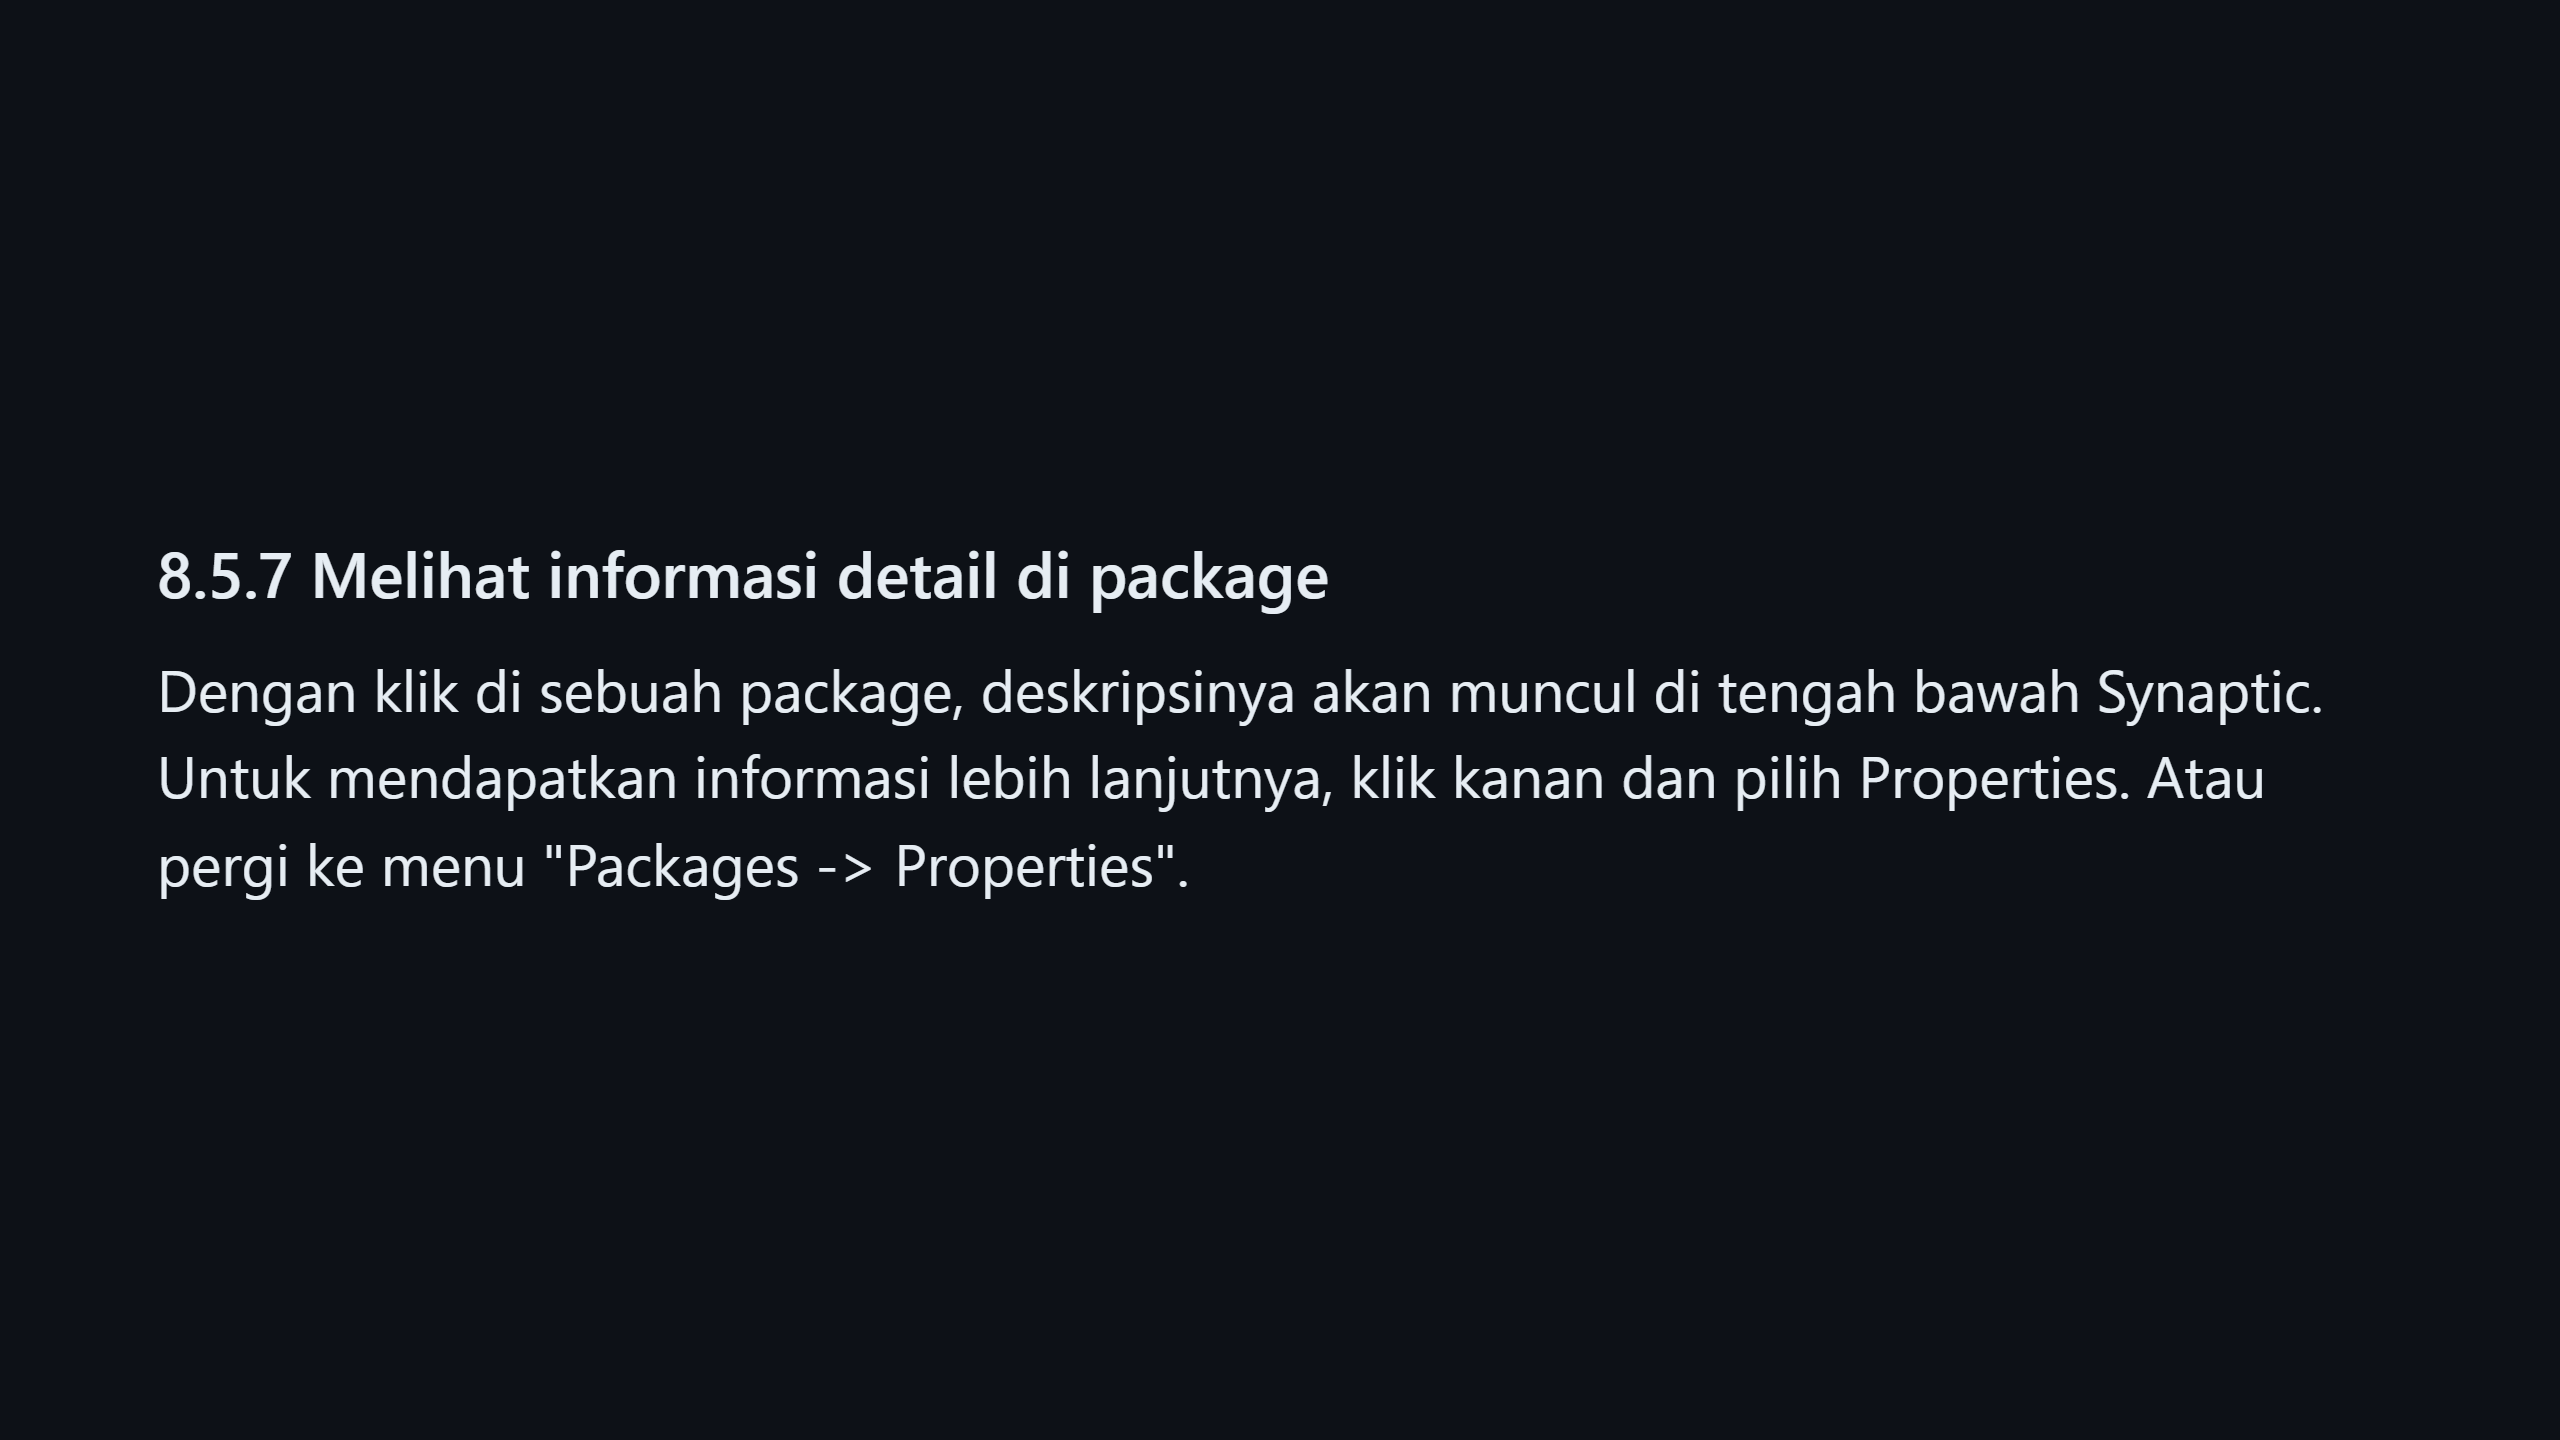 8.5.7 Melihat informasi detail di package
Dengan klik di sebuah package, deskripsinya akan muncul di tengah bawah Synaptic.
Untuk mendapatkan informasi lebih lanjutnya, klik kanan dan pilih Properties. Atau
pergi ke menu "Packages -> Properties".